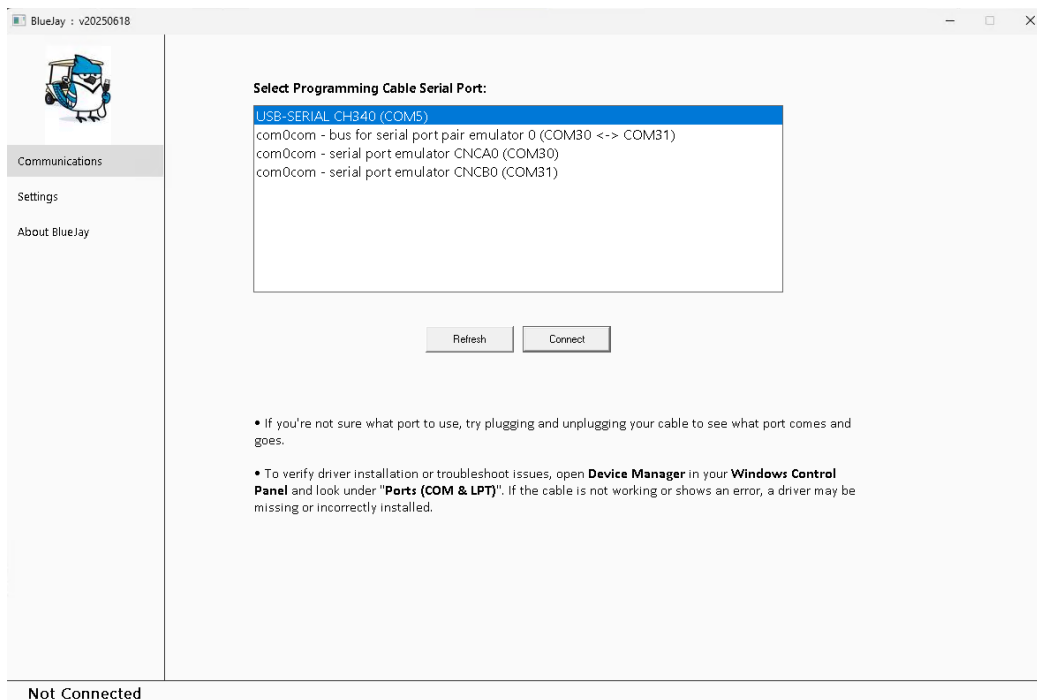 BlueJay : v20250618
Communications
Settings
About BlueJay
Select Programming Cable Serial Port:
USB-SERIAL CH340 (COM5)
com0com - bus for serial port pair emulator 0 (COM30 <-> COM31)
com0com - serial port emulator CNCA0 (COM30)
com0com - serial port emulator CNCB0 (COM31)
Refresh
Connect
• If you're not sure what port to use, try plugging and unplugging your cable to see what port comes and
goes.
• To verify driver installation or troubleshoot issues, open Device Manager in your Windows Control
Panel and look under "Ports (COM & LPT)". If the cable is not working or shows an error, a driver may be
missing or incorrectly installed.
Not Connected